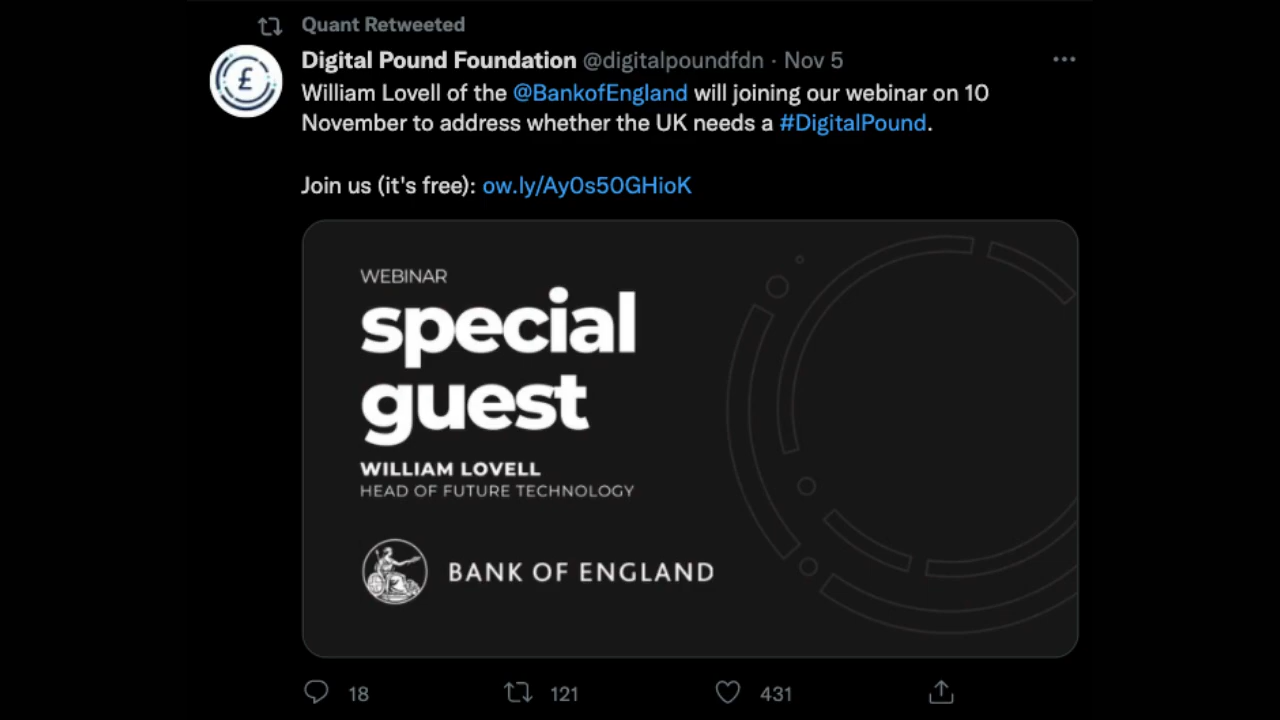 Quant Retweeted
Digital Pound Foundation @digitalpoundfdn · Nov 5
William Lovell of the @BankofEngland will joining our webinar on 10
November to address whether the UK needs a #DigitalPound.
Join us (it's free): ow.ly/Ay0s50GHioK
WEBINAR
special
guest
WILLIAM LOVELL
HEAD OF FUTURE TECHNOLOGY
BANK OF ENGLAND
18 121 431